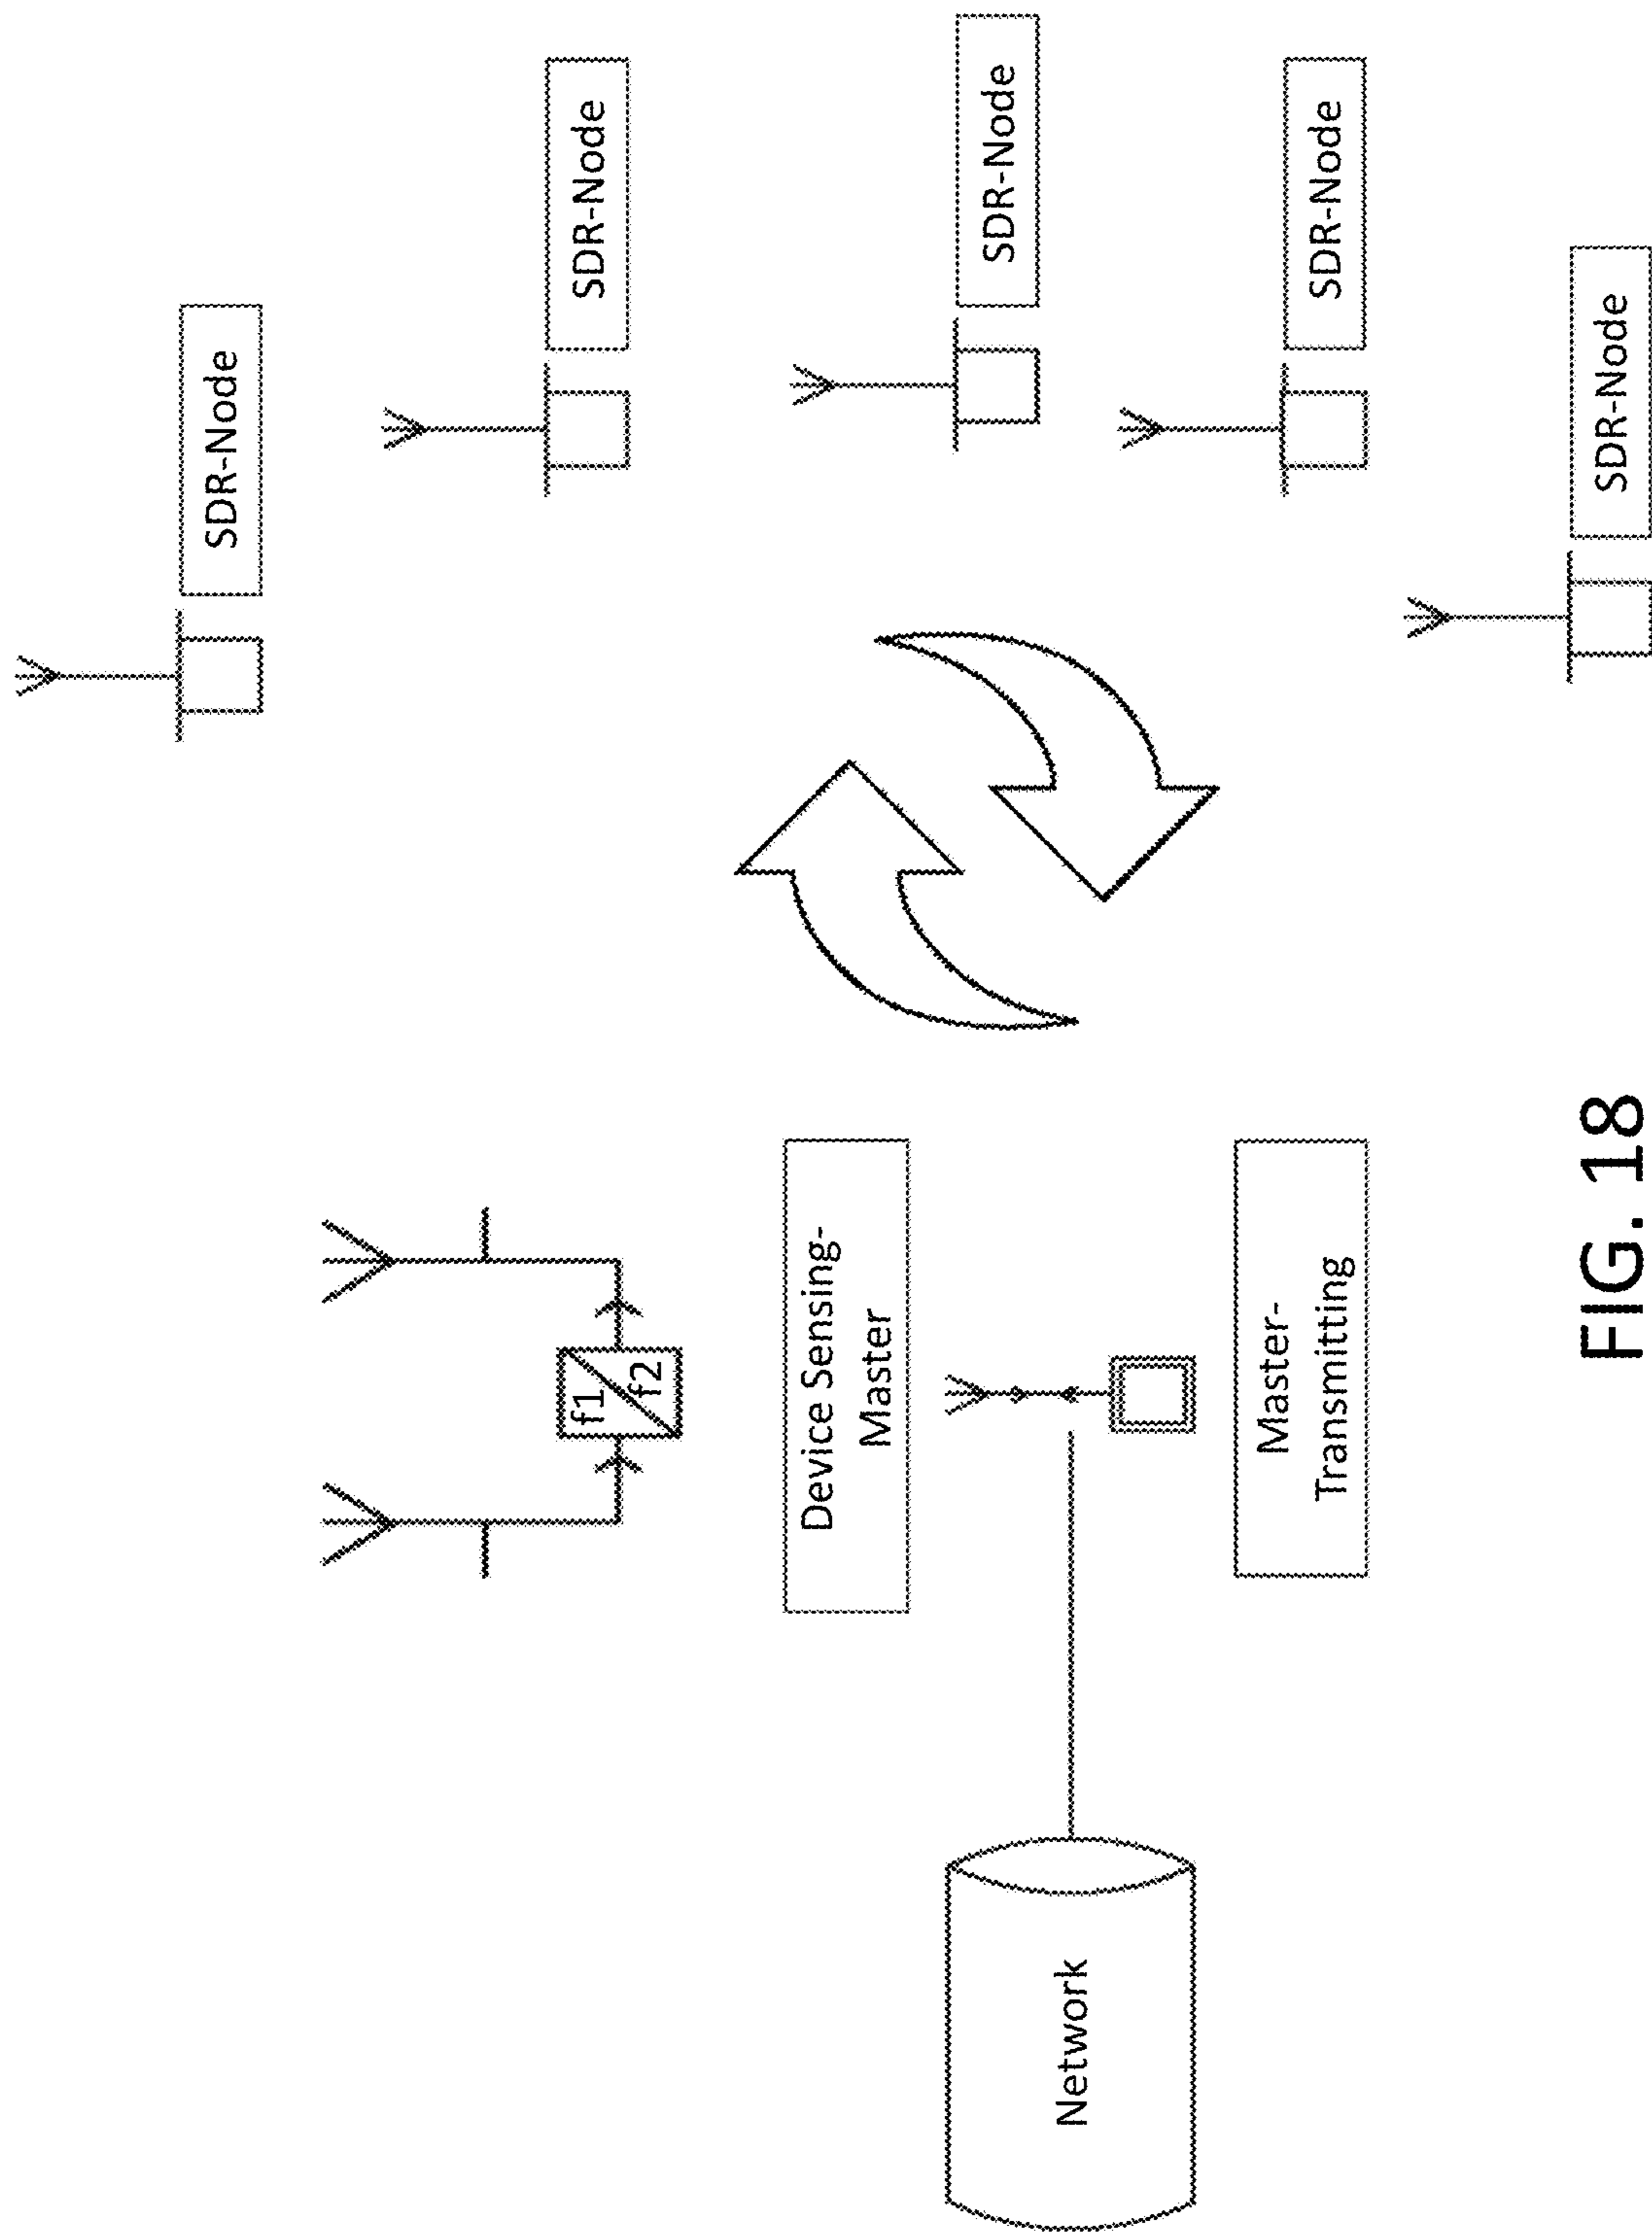 SDR-Node
SDR-Node
f1
f2
Device Sensing-
Master
SDR-Node
Network
Master-
Transmitting
SDR-Node
SDR-Node
FIG. 18